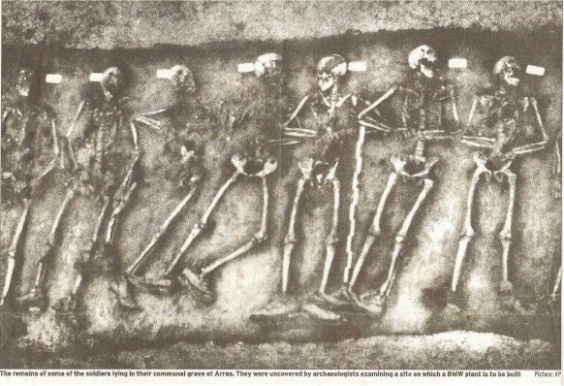 The remains of some of the soldiers lying in their communal grave at Arras. They were uncovered by archaeologists examining a site on which a BMW plant is to be built Picture: AP